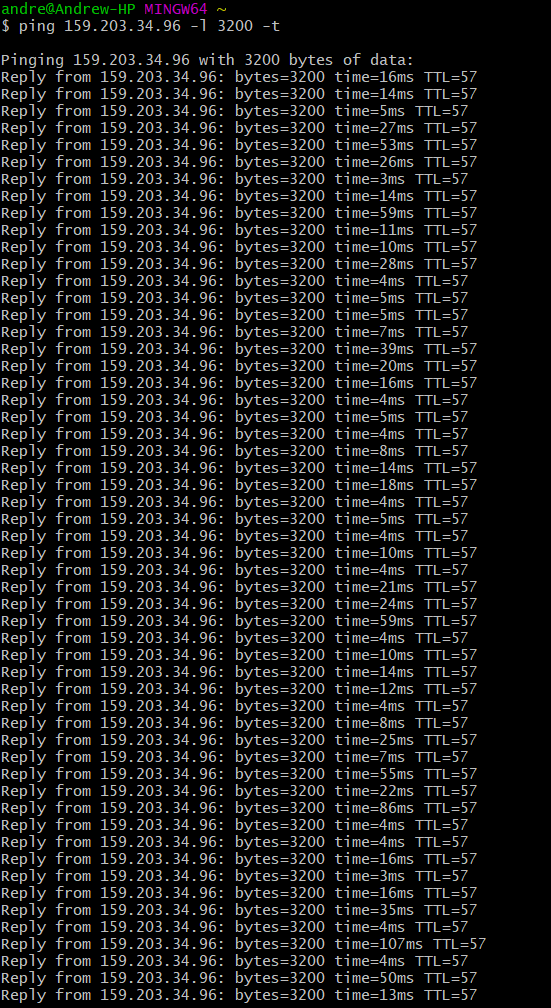 andre@Andrew-HP MINGW64 ~
$ ping 159.203.34.96 -l 3200 -t
Pinging 159.203.34.96 with 3200 bytes of data:
Reply from 159.203.34.96: bytes=3200 time=16ms TTL=57
Reply from 159.203.34.96: bytes=3200 time=14ms TTL=57
Reply from 159.203.34.96: bytes=3200 time=5ms TTL=57
Reply from 159.203.34.96: bytes=3200 time=27ms TTL=57
Reply from 159.203.34.96: bytes=3200 time=53ms TTL=57
Reply from 159.203.34.96: bytes=3200 time=26ms TTL=57
Reply from 159.203.34.96: bytes=3200 time=3ms TTL=57
Reply from 159.203.34.96: bytes=3200 time=14ms TTL=57
Reply from 159.203.34.96: bytes=3200 time=59ms TTL=57
Reply from 159.203.34.96: bytes=3200 time=11ms TTL=57
Reply from 159.203.34.96: bytes=3200 time=10ms TTL=57
Reply from 159.203.34.96: bytes=3200 time=28ms TTL=57
Reply from 159.203.34.96: bytes=3200 time=4ms TTL=57
Reply from 159.203.34.96: bytes=3200 time=5ms TTL=57
Reply from 159.203.34.96: bytes=3200 time=5ms TTL=57
Reply from 159.203.34.96: bytes=3200 time=7ms TTL=57
Reply from 159.203.34.96: bytes=3200 time=39ms TTL=57
Reply from 159.203.34.96: bytes=3200 time=20ms TTL=57
Reply from 159.203.34.96: bytes=3200 time=16ms TTL=57
Reply from 159.203.34.96: bytes=3200 time=4ms TTL=57
Reply from 159.203.34.96: bytes=3200 time=5ms TTL=57
Reply from 159.203.34.96: bytes=3200 time=4ms TTL=57
Reply from 159.203.34.96: bytes=3200 time=8ms TTL=57
Reply from 159.203.34.96: bytes=3200 time=14ms TTL=57
Reply from 159.203.34.96: bytes=3200 time=18ms TTL=57
Reply from 159.203.34.96: bytes=3200 time=4ms TTL=57
Reply from 159.203.34.96: bytes=3200 time=5ms TTL=57
Reply from 159.203.34.96: bytes=3200 time=4ms TTL=57
Reply from 159.203.34.96: bytes=3200 time=10ms TTL=57
Reply from 159.203.34.96: bytes=3200 time=4ms TTL=57
Reply from 159.203.34.96: bytes=3200 time=21ms TTL=57
Reply from 159.203.34.96: bytes=3200 time=24ms TTL=57
Reply from 159.203.34.96: bytes=3200 time=59ms TTL=57
Reply from 159.203.34.96: bytes=3200 time=4ms TTL=57
Reply from 159.203.34.96: bytes=3200 time=10ms TTL=57
Reply from 159.203.34.96: bytes=3200 time=14ms TTL=57
Reply from 159.203.34.96: bytes=3200 time=12ms TTL=57
Reply from 159.203.34.96: bytes=3200 time=4ms TTL=57
Reply from 159.203.34.96: bytes=3200 time=8ms TTL=57
Reply from 159.203.34.96: bytes=3200 time=25ms TTL=57
Reply from 159.203.34.96: bytes=3200 time=7ms TTL=57
Reply from 159.203.34.96: bytes=3200 time=55ms TTL=57
Reply from 159.203.34.96: bytes=3200 time=22ms TTL=57
Reply from 159.203.34.96: bytes=3200 time=86ms TTL=57
Reply from 159.203.34.96: bytes=3200 time=4ms TTL=57
Reply from 159.203.34.96: bytes=3200 time=4ms TTL=57
Reply from 159.203.34.96: bytes=3200 time=16ms TTL=57
Reply from 159.203.34.96: bytes=3200 time=3ms TTL=57
Reply from 159.203.34.96: bytes=3200 time=16ms TTL=57
Reply from 159.203.34.96: bytes=3200 time=35ms TTL=57
Reply from 159.203.34.96: bytes=3200 time=4ms TTL=57
Reply from 159.203.34.96: bytes=3200 time=107ms TTL=57
Reply from 159.203.34.96: bytes=3200 time=4ms TTL=57
Reply from 159.203.34.96: bytes=3200 time=50ms TTL=57
Reply from 159.203.34.96: bytes=3200 time=13ms TTL=57